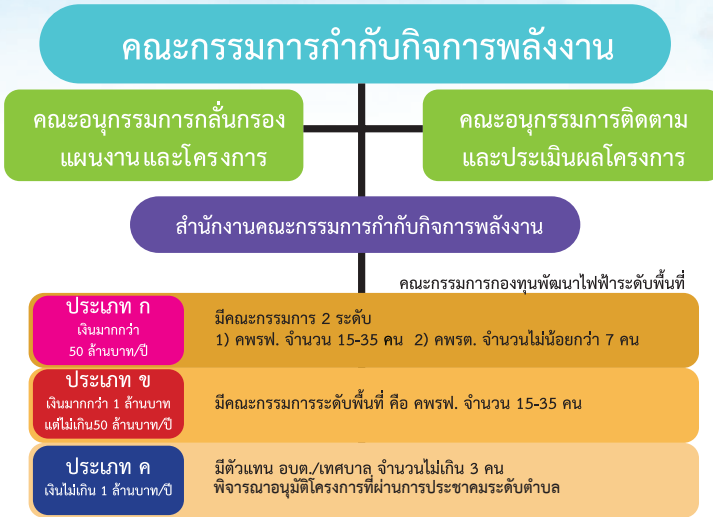 คณะกรรมการกำกับกิจการพลังงาน
คณะอนุกรรมการกลั่นกรอง
แผนงาน และโครงการ
คณะอนุกรรมการติดตาม
และประเมินผลโครงการ
สำนักงานคณะกรรมการกำกับกิจการพลังงาน
คณะกรรมการกองทุนพัฒนาไฟฟ้าระดับพื้นที่
ประเภท ก
เงินมากกว่า
50 ล้านบาท/ปี
มีคณะกรรมการ 2 ระดับ
1) คพรฟ. จำนวน 15-35 คน 2) คพรต. จำนวนไม่น้อยกว่า 7 คน
ประเภท ข
เงินมากกว่า 1 ล้านบาท
แต่ไม่เกิน50 ล้านบาท/ปี
มีคณะกรรมการระดับพื้นที่ คือ คพรฟ. จำนวน 15-35 คน
ประเภท ค
เงินไม่เกิน 1 ล้านบาท/ปี
มีตัวแทน อบต./เทศบาล จำนวนไม่เกิน 3 คน
พิจารณาอนุมัติโครงการที่ผ่านการประชาคมระดับตำบล